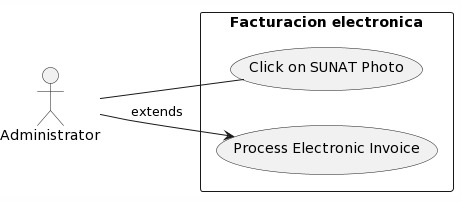 Facturacion electronica
Click on SUNAT Photo
extends
Administrator
Process Electronic Invoice